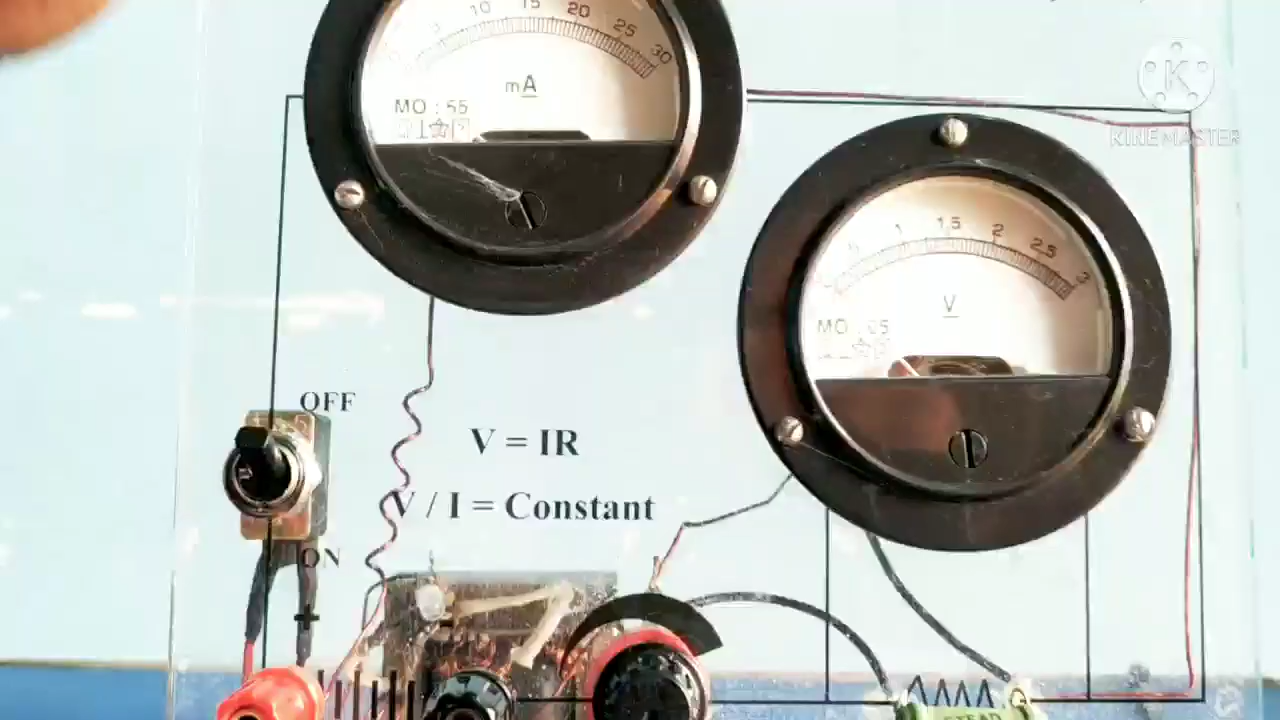 10 15 20 25 30
mA
MO : 55
1 1.5 2 2.5 3
V
MO : 65
OFF
V = IR
V / I = Constant
ON
K
KINEMASTER